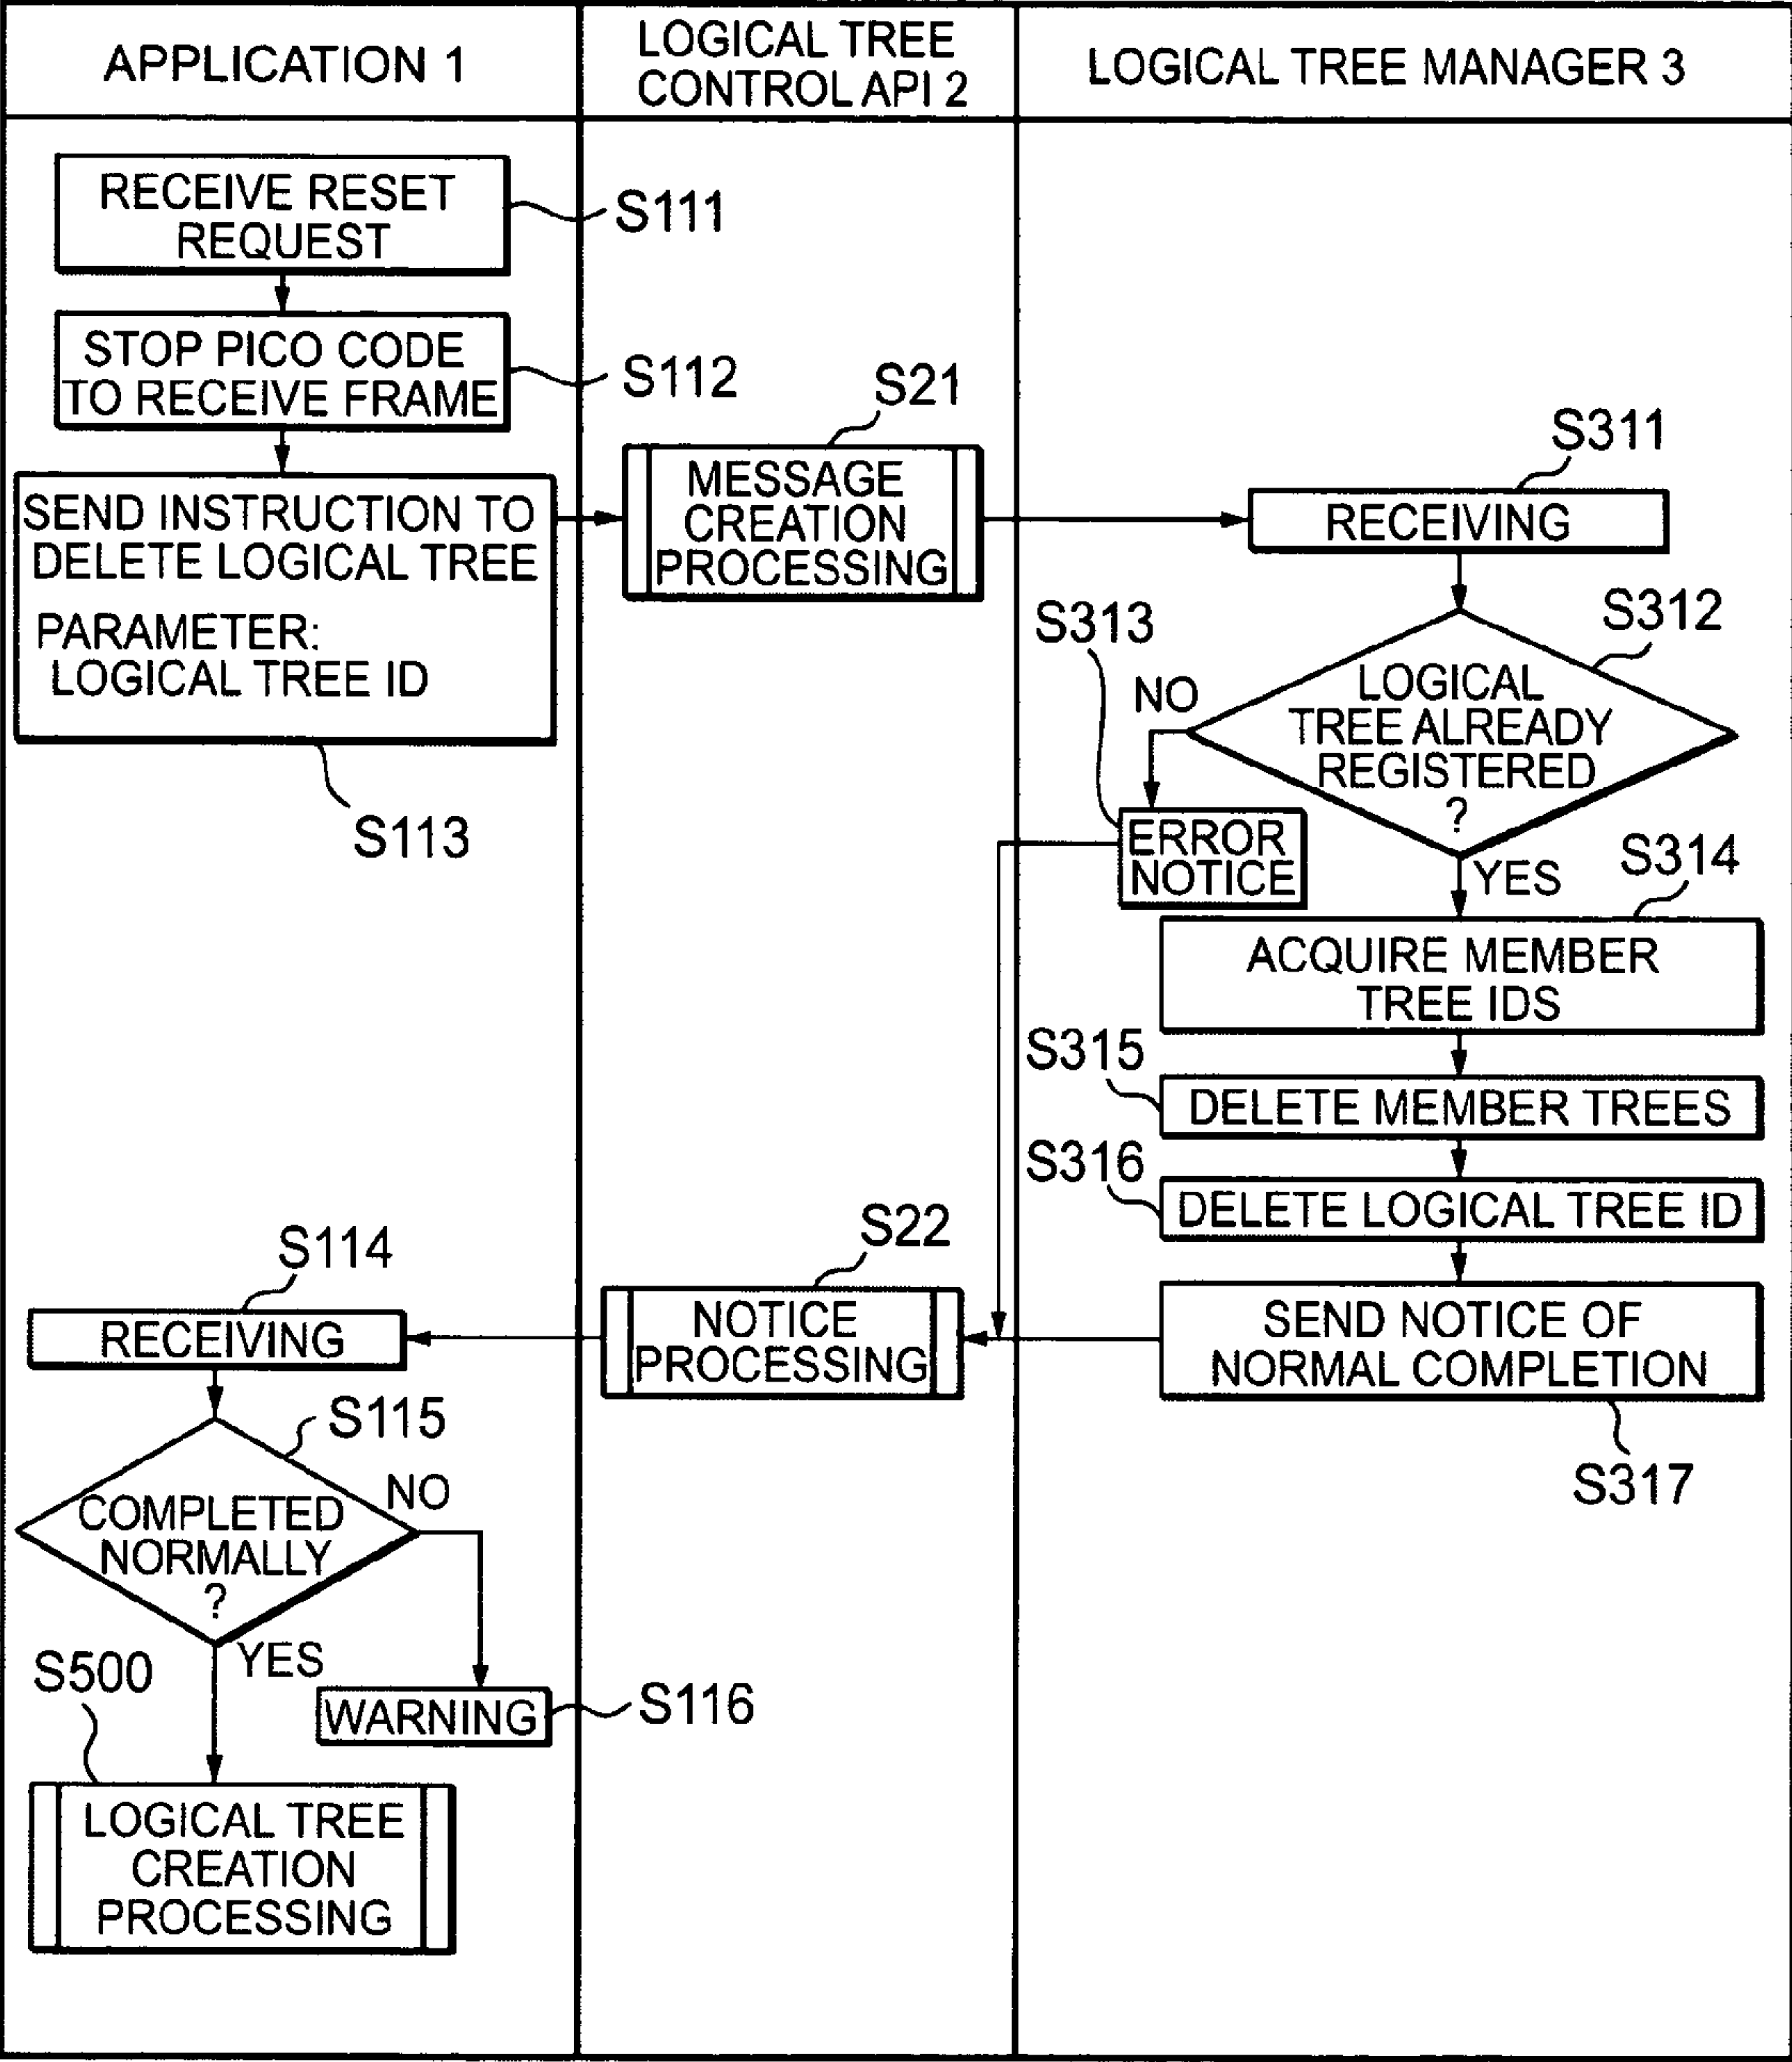 APPLICATION 1
LOGICAL TREE
CONTROL API 2
LOGICAL TREE MANAGER 3
RECEIVE RESET
REQUEST
S111
STOP PICO CODE
TO RECEIVE FRAME
S112
SEND INSTRUCTION TO
DELETE LOGICAL TREE
PARAMETER:
LOGICAL TREE ID
S113
S21
MESSAGE
CREATION
PROCESSING
S311
RECEIVING
S312
LOGICAL
TREE ALREADY
REGISTERED
?
NO
S313
ERROR
NOTICE
YES
S314
ACQUIRE MEMBER
TREE IDS
S315
DELETE MEMBER TREES
S316
DELETE LOGICAL TREE ID
SEND NOTICE OF
NORMAL COMPLETION
S317
S22
NOTICE
PROCESSING
S114
RECEIVING
S115
COMPLETED
NORMALLY
?
NO
YES
WARNING
S116
S500
LOGICAL TREE
CREATION
PROCESSING